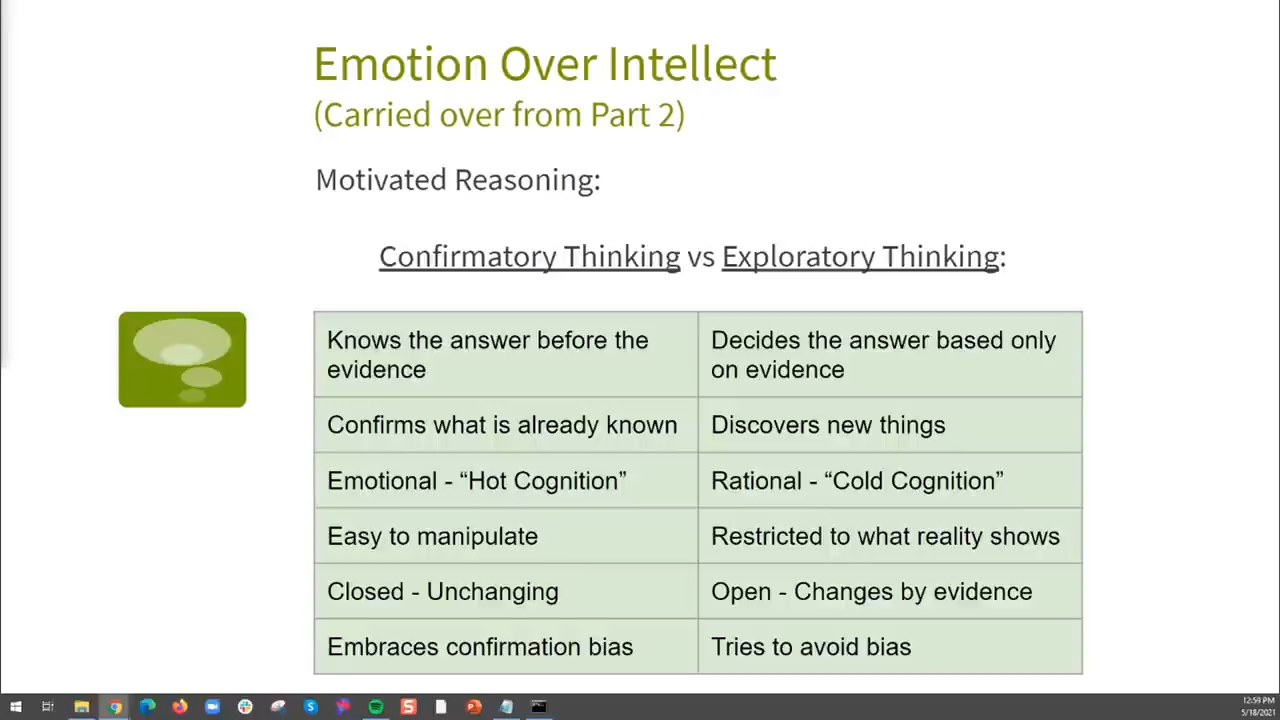 Emotion Over Intellect
(Carried over from Part 2)
Motivated Reasoning:
Confirmatory Thinking vs Exploratory Thinking:
Knows the answer before the
evidence
Decides the answer based only
on evidence
Confirms what is already known
Discovers new things
Emotional - “Hot Cognition”
Rational - “Cold Cognition”
Easy to manipulate
Restricted to what reality shows
Closed - Unchanging
Open - Changes by evidence
Embraces confirmation bias
Tries to avoid bias
12:59 PM
5/18/2021